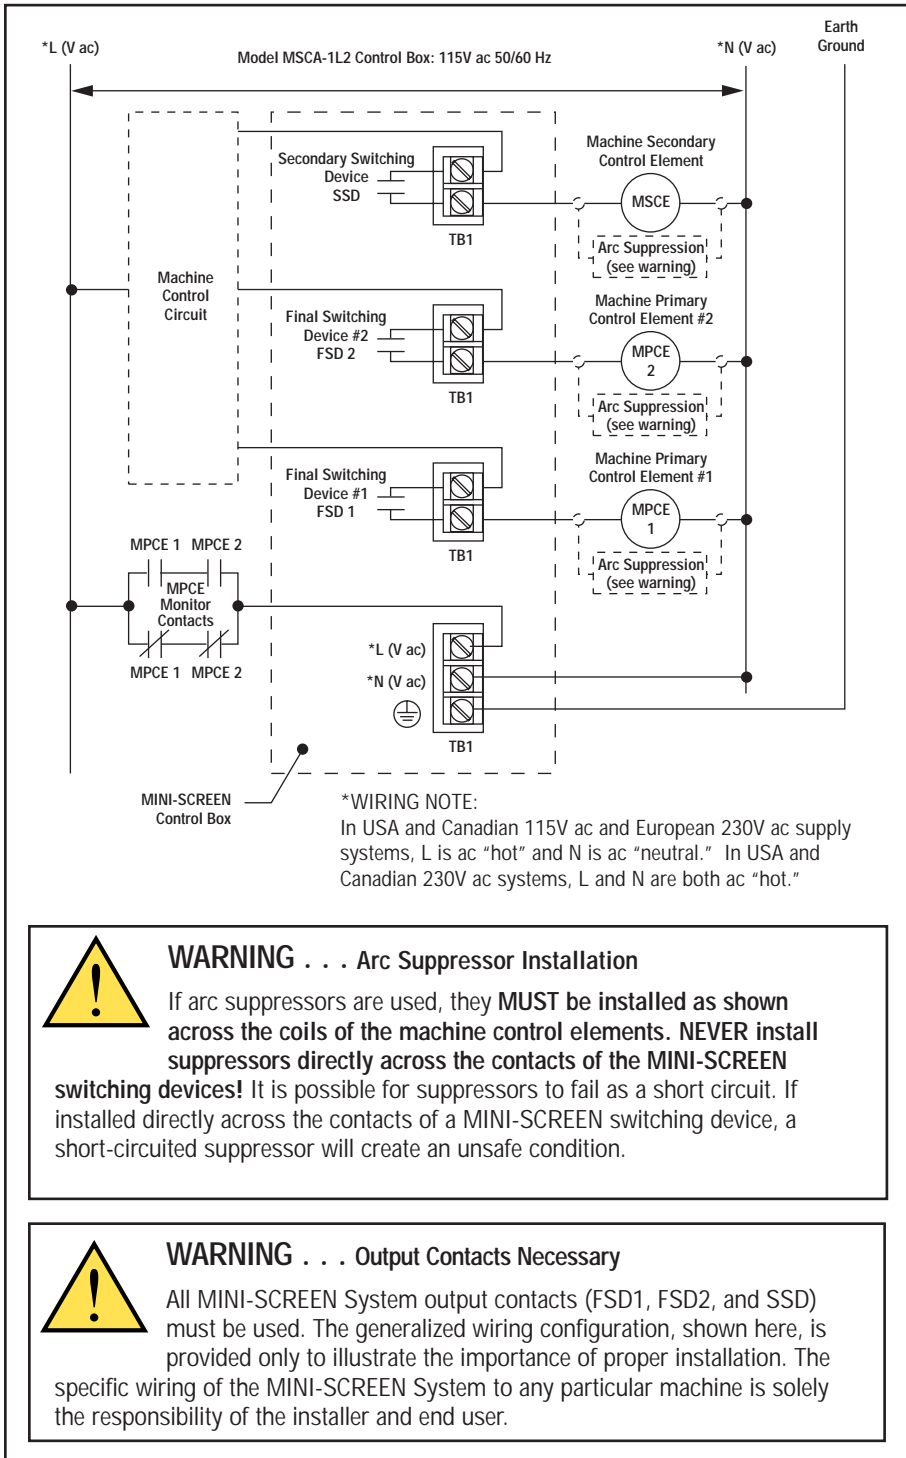 Earth
Ground
*L (V ac)
*N (V ac)
Model MSCA-1L2 Control Box: 115V ac 50/60 Hz
Secondary Switching
Device
SSD
TB1
Machine Secondary
Control Element
MSCE
Arc Suppression
(see warning)
Machine
Control
Circuit
Final Switching
Device #2
FSD 2
TB1
Machine Primary
Control Element #2
MPCE
2
Arc Suppression
(see warning)
Final Switching
Device #1
FSD 1
TB1
Machine Primary
Control Element #1
MPCE
1
Arc Suppression
(see warning)
MPCE 1 MPCE 2
MPCE
Monitor
Contacts
MPCE 1 MPCE 2
*L (V ac)
*N (V ac)
TB1
MINI-SCREEN
Control Box
*WIRING NOTE:
In USA and Canadian 115V ac and European 230V ac supply
systems, L is ac “hot” and N is ac “neutral.” In USA and
Canadian 230V ac systems, L and N are both ac “hot.”
!
WARNING . . . Arc Suppressor Installation
If arc suppressors are used, they MUST be installed as shown
across the coils of the machine control elements. NEVER install
suppressors directly across the contacts of the MINI-SCREEN
switching devices! It is possible for suppressors to fail as a short circuit. If
installed directly across the contacts of a MINI-SCREEN switching device, a
short-circuited suppressor will create an unsafe condition.
!
WARNING . . . Output Contacts Necessary
All MINI-SCREEN System output contacts (FSD1, FSD2, and SSD)
must be used. The generalized wiring configuration, shown here, is
provided only to illustrate the importance of proper installation. The
specific wiring of the MINI-SCREEN System to any particular machine is solely
the responsibility of the installer and end user.